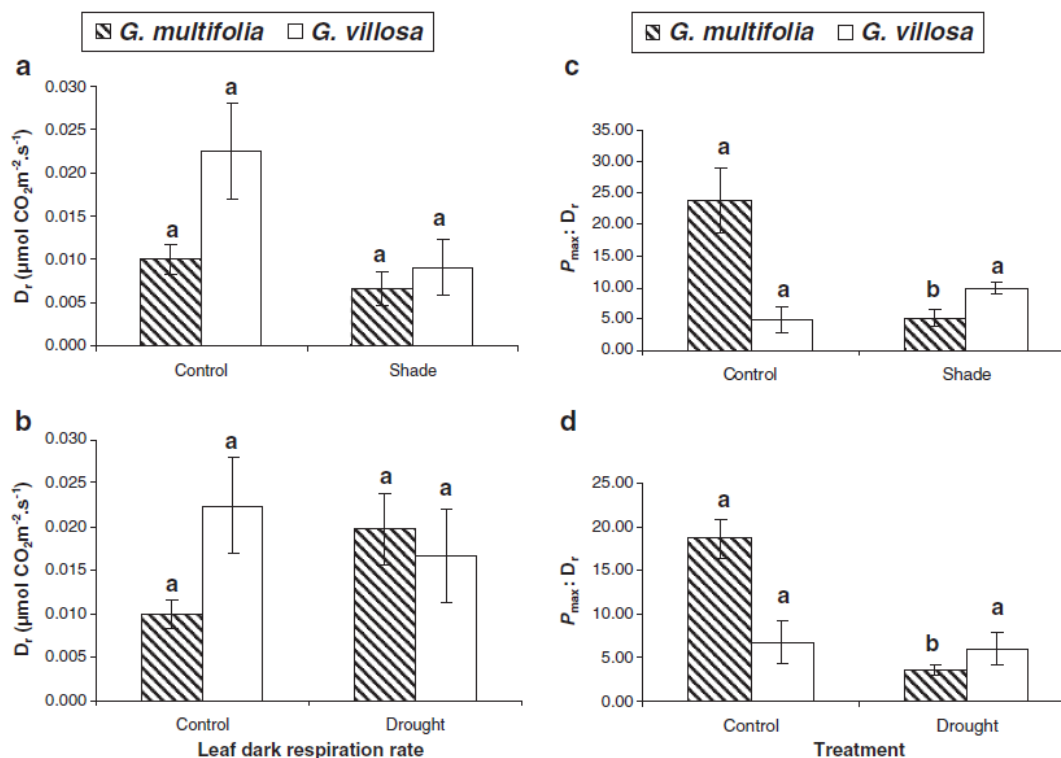 G. multifolia G. villosa
a
0.030
0.025
0.020
0.015
0.010
0.005
0.000
Dr (µmol CO2m-2.s-1)
a
a
a
a
Control Shade
b
0.030
0.025
0.020
0.015
0.010
0.005
0.000
Dr (µmol CO2m-2.s-1)
a
a
a
a
Control Drought
Leaf dark respiration rate
G. multifolia G. villosa
c
35.00
30.00
25.00
20.00
15.00
10.00
5.00
0.00
Pmax: Dr
a
a
b
a
Control Shade
d
25.00
20.00
15.00
10.00
5.00
0.00
Pmax: Dr
a
a
b
a
Control Drought
Treatment